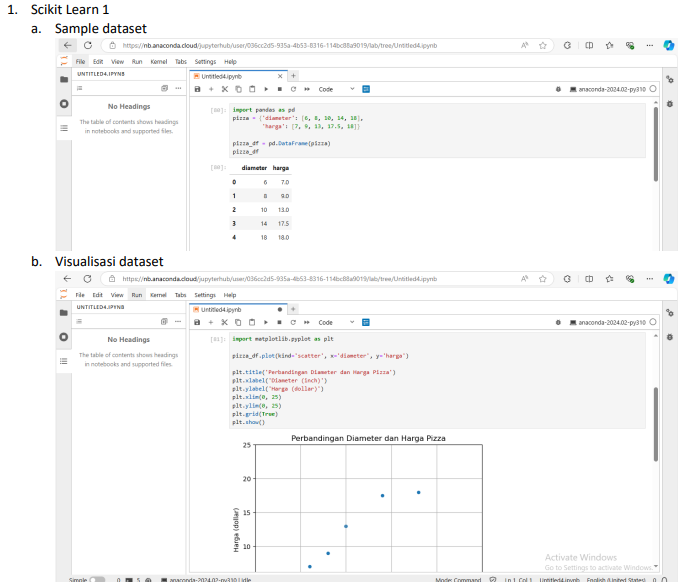 1. Scikit Learn 1
a. Sample dataset
https://nb.anaconda.cloud/jupyterhub/user/036cc2d5-935a-4b53-8316-114bc88a9019/lab/tree/Untitled4.ipynb
File Edit View Run Kernel Tabs Settings Help
UNTITLED4.IPYNB
Untitled4.ipynb
Code
anaconda-2024.02-py310
No Headings
The table of contents shows headings
in notebooks and supported files.
import pandas as pd
pizza = {'diameter': [6, 8, 10, 14, 18],
'harga': [7, 9, 13, 17.5, 18]}
pizza_df = pd.DataFrame(pizza)
pizza_df
diameter harga
0 6 7.0
1 8 9.0
2 10 13.0
3 14 17.5
4 18 18.0
b. Visualisasi dataset
https://nb.anaconda.cloud/jupyterhub/user/036cc2d5-935a-4b53-8316-114bc88a9019/lab/tree/Untitled4.ipynb
File Edit View Run Kernel Tabs Settings Help
UNTITLED4.IPYNB
Untitled4.ipynb
Code
anaconda-2024.02-py310
No Headings
The table of contents shows headings
in notebooks and supported files.
import matplotlib.pyplot as plt
pizza_df.plot(kind='scatter', x='diameter', y='harga')
plt.title('Perbandingan Diameter dan Harga Pizza')
plt.xlabel('Diameter (inch)')
plt.ylabel('Harga (dollar)')
plt.xlim(0, 25)
plt.ylim(0, 25)
plt.grid(True)
plt.show()
Perbandingan Diameter dan Harga Pizza
25
20
15
10
Harga (dollar)
Activate Windows
Go to Settings to activate Windows.
Simple 0 5 anaconda-2024.02-py310 | Idle Mode: Command Ln 1, Col 1 Untitled4.ipynb English (United States) 0